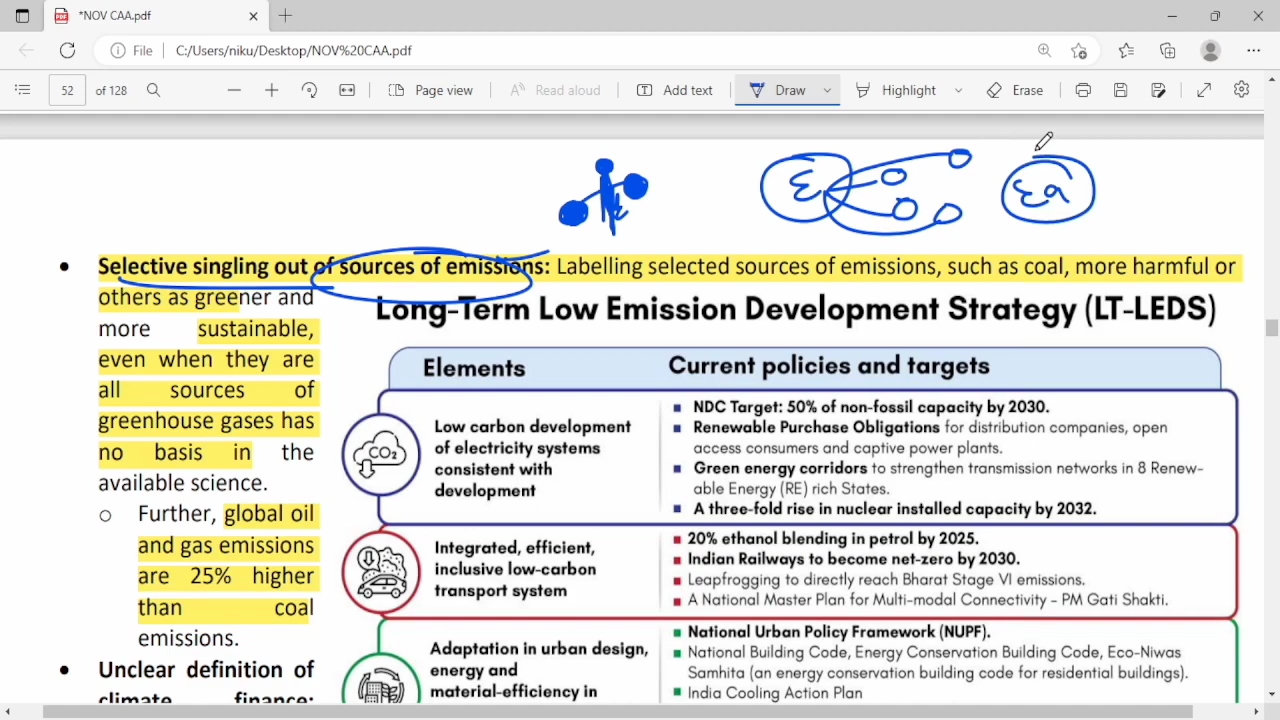 *NOV CAA.pdf
File
C:/Users/niku/Desktop/NOV%20CAA.pdf
52
of 128
Page view
Read aloud
Add text
Draw
Highlight
Erase
• Selective singling out of sources of emissions: Labelling selected sources of emissions, such as coal, more harmful or
others as greener and
more sustainable,
even when they are
all sources of
greenhouse gases has
no basis in the
available science.
o Further, global oil
and gas emissions
are 25% higher
than coal
emissions.
• Unclear definition of
climate finance:
Long-Term Low Emission Development Strategy (LT-LEDS)
Elements
Current policies and targets
CO2
Low carbon development
of electricity systems
consistent with
development
NDC Target: 50% of non-fossil capacity by 2030.
Renewable Purchase Obligations for distribution companies, open
access consumers and captive power plants.
Green energy corridors to strengthen transmission networks in 8 Renew-
able Energy (RE) rich States.
A three-fold rise in nuclear installed capacity by 2032.
Integrated, efficient,
inclusive low-carbon
transport system
20% ethanol blending in petrol by 2025.
Indian Railways to become net-zero by 2030.
Leapfrogging to directly reach Bharat Stage VI emissions.
A National Master Plan for Multi-modal Connectivity - PM Gati Shakti.
Adaptation in urban design,
energy and
material-efficiency in
National Urban Policy Framework (NUPF).
National Building Code, Energy Conservation Building Code, Eco-Niwas
Samhita (an energy conservation building code for residential buildings).
India Cooling Action Plan